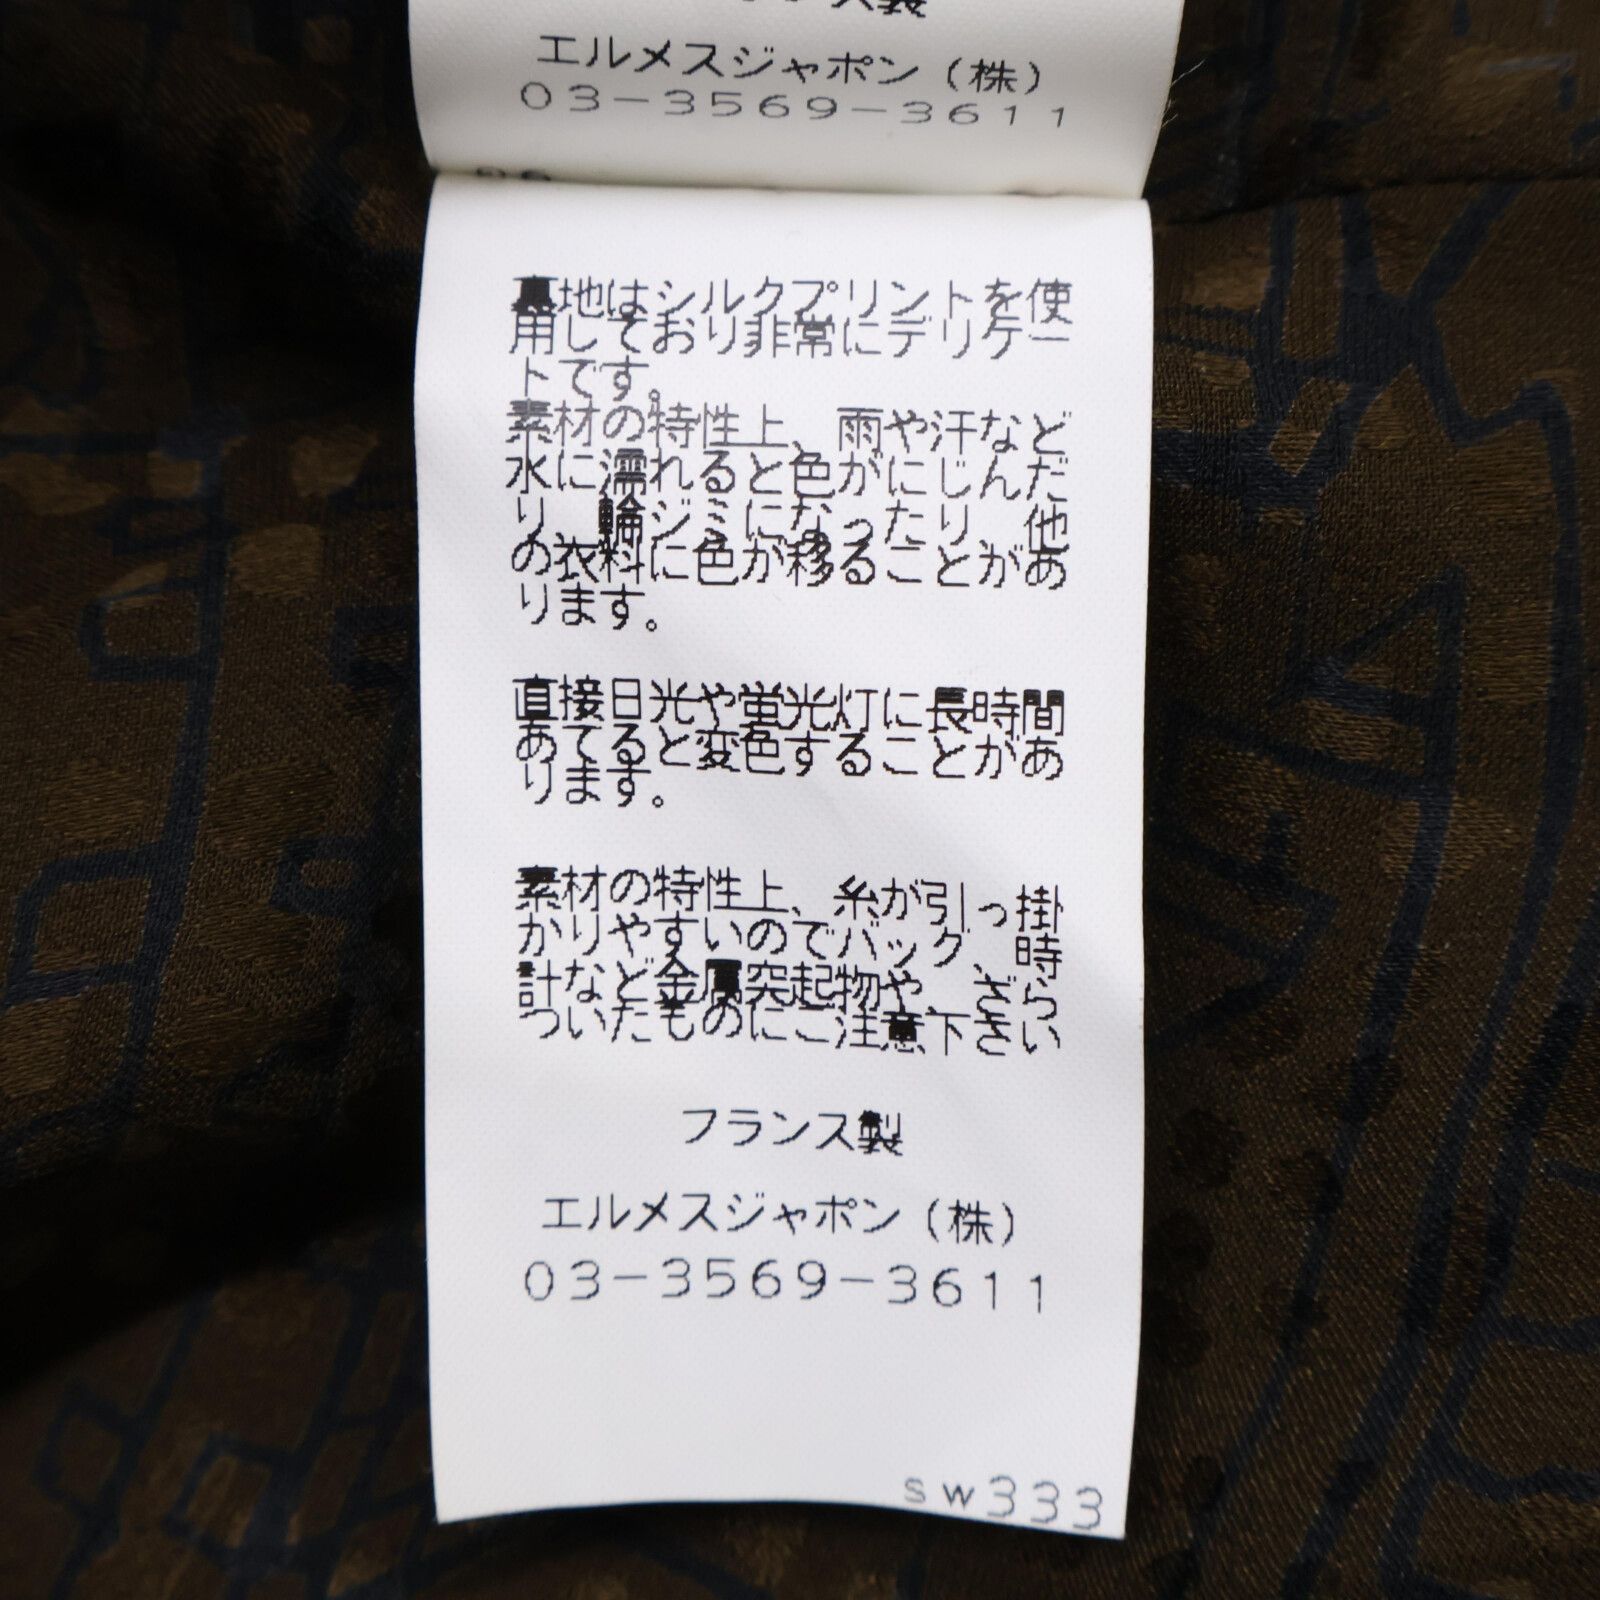 エルメスジャポン（株）
03-3569-3611
裏地はシルクプリントを使
用しており非常にデリケー
トです。
素材の特性上、雨や汗など
水に濡れると色がにじんだ
り、輪ジミになったり、他
の衣料に色が移ることがあ
ります。
直接日光や蛍光灯に長時間
あてると変色することがあ
ります。
素材の特性上、糸が引っ掛
かりやすいのでバッグ、時
計など金属突起物や、ざら
ついたものにご注意下さい
フランス製
エルメスジャポン（株）
03-3569-3611
sw333